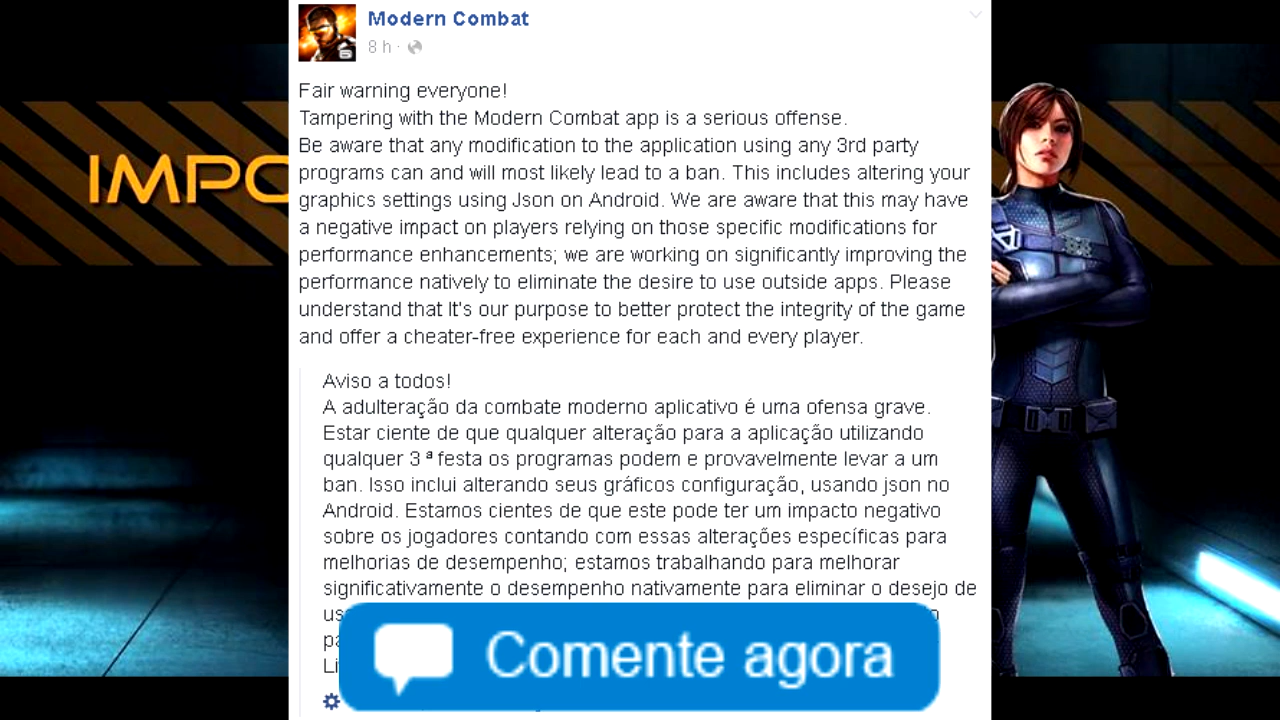 Modern Combat
8 h ·
IMPO
Fair warning everyone!
Tampering with the Modern Combat app is a serious offense.
Be aware that any modification to the application using any 3rd party
programs can and will most likely lead to a ban. This includes altering your
graphics settings using Json on Android. We are aware that this may have
a negative impact on players relying on those specific modifications for
performance enhancements; we are working on significantly improving the
performance natively to eliminate the desire to use outside apps. Please
understand that It's our purpose to better protect the integrity of the game
and offer a cheater-free experience for each and every player.
Aviso a todos!
A adulteração da combate moderno aplicativo é uma ofensa grave.
Estar ciente de que qualquer alteração para a aplicação utilizando
qualquer 3 ª festa os programas podem e provavelmente levar a um
ban. Isso inclui alterando seus gráficos configuração, usando json no
Android. Estamos cientes de que este pode ter um impacto negativo
sobre os jogadores contando com essas alterações específicas para
melhorias de desempenho; estamos trabalhando para melhorar
significativamente o desempenho nativamente para eliminar o desejo de
Comente agora